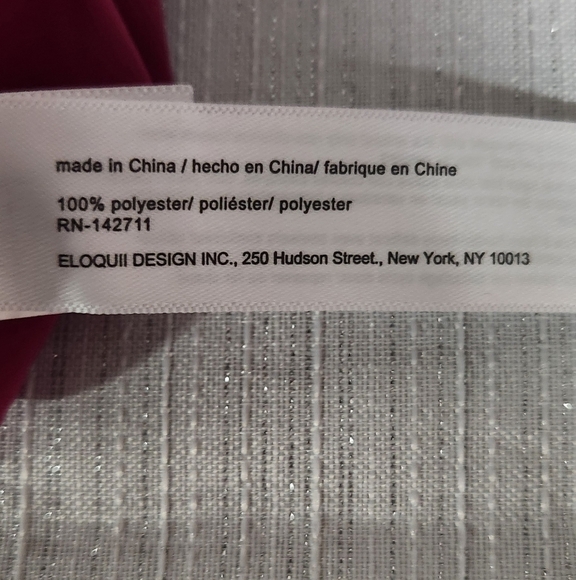 made in China / hecho en China/ fabrique en Chine
100% polyester/ poliéster/ polyester
RN-142711
ELOQUII DESIGN INC., 250 Hudson Street., New York, NY 10013